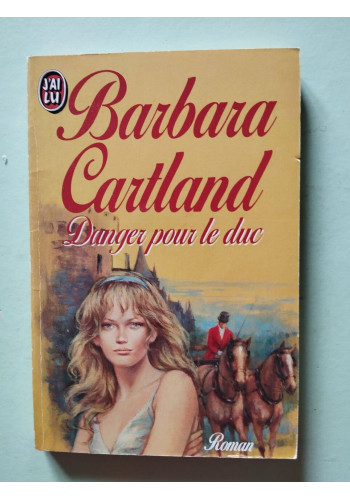 J'AI
LU
Barbara
Cartland
Danger pour le duc
Roman